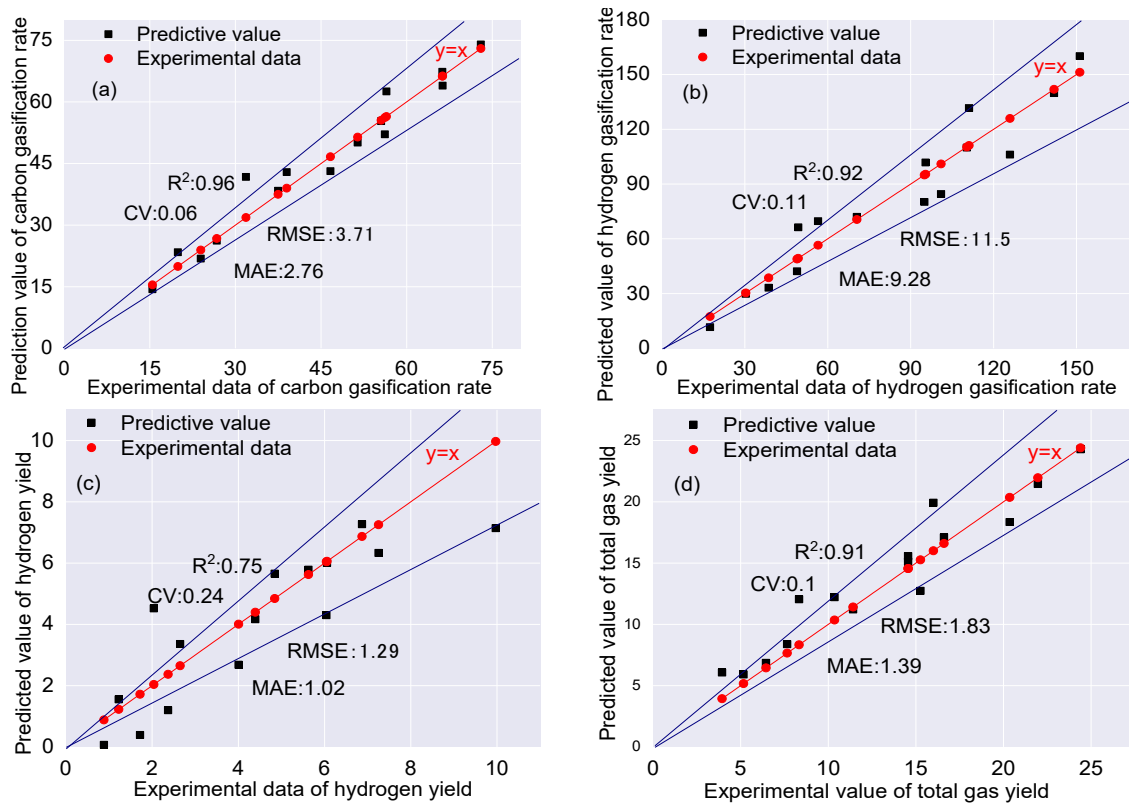 Prediction value of carbon gasification rate
75
60
45
30
15
0
Predictive value
Experimental data
y=x
(a)
R²:0.96
CV:0.06
RMSE:3.71
MAE:2.76
0 15 30 45 60 75
Experimental data of carbon gasification rate
Predicted value of hydrogen gasification rate
180
150
120
90
60
30
0
Predictive value
Experimental data
y=x
(b)
R²:0.92
CV:0.11
RMSE:11.5
MAE:9.28
0 30 60 90 120 150
Experimental data of hydrogen gasification rate
Predicted value of hydrogen yield
10
8
6
4
2
0
Predictive value
Experimental data
y=x
(c)
R²:0.75
CV:0.24
RMSE:1.29
MAE:1.02
0 2 4 6 8 10
Experimental data of hydrogen yield
Predicted value of total gas yield
25
20
15
10
5
0
Predictive value
Experimental data
y=x
(d)
R²:0.91
CV:0.1
RMSE:1.83
MAE:1.39
0 5 10 15 20 25
Experimental value of total gas yield